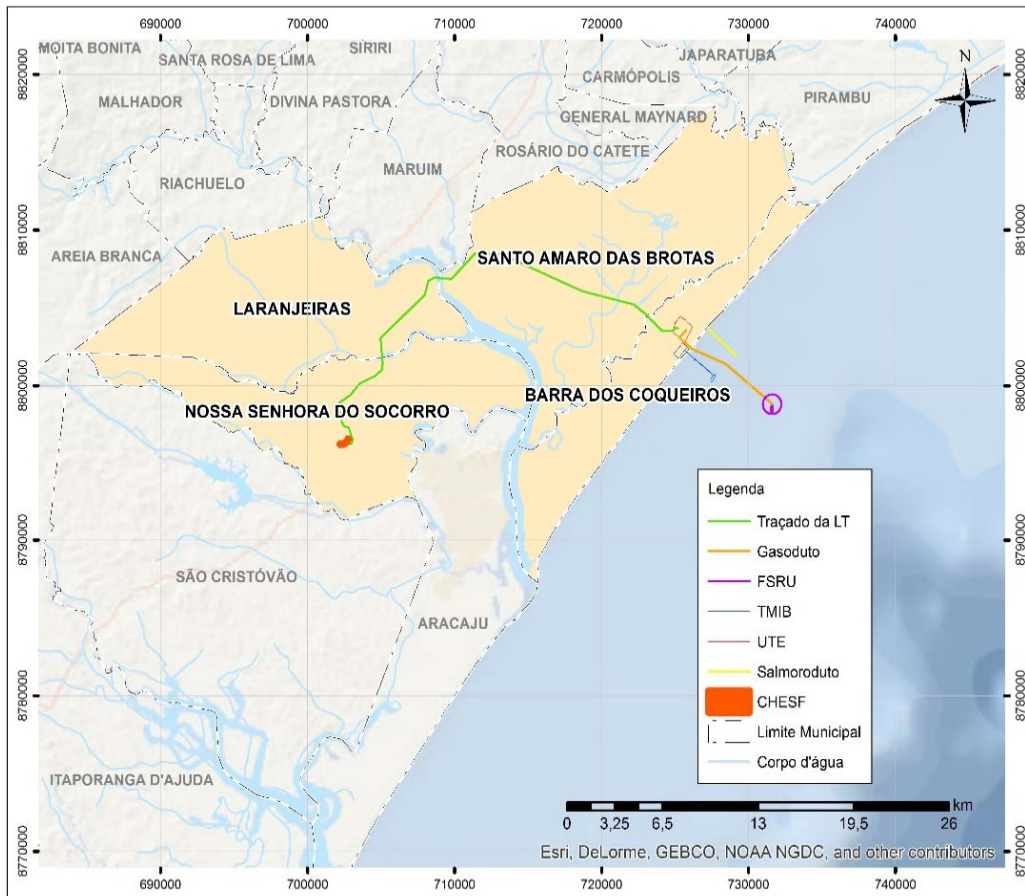 690000 700000 710000 720000 730000 740000
MOITA BONITA
SANTA ROSA DE LIMA
SIRIRI
JAPARATUBA
N
8820000
8820000
MALHADOR
DIVINA PASTORA
CARMÓPOLIS
PIRAMBU
GENERAL MAYNARD
ROSÁRIO DO CATETE
MARUIM
RIACHUELO
8810000
8810000
AREIA BRANCA
SANTO AMARO DAS BROTAS
LARANJEIRAS
8800000
8800000
BARRA DOS COQUEIROS
NOSSA SENHORA DO SOCORRO
Legenda
Traçado da LT
Gasoduto
FSRU
TMIB
UTE
Salmoroduto
CHESF
Limite Municipal
Corpo d'água
8790000
8790000
SÃO CRISTÓVÃO
ARACAJU
8780000
8780000
ITAPORANGA D'AJUDA
km
0 3,25 6,5 13 19,5 26
Esri, DeLorme, GEBCO, NOAA NGDC, and other contributors
8770000
8770000
690000 700000 710000 720000 730000 740000